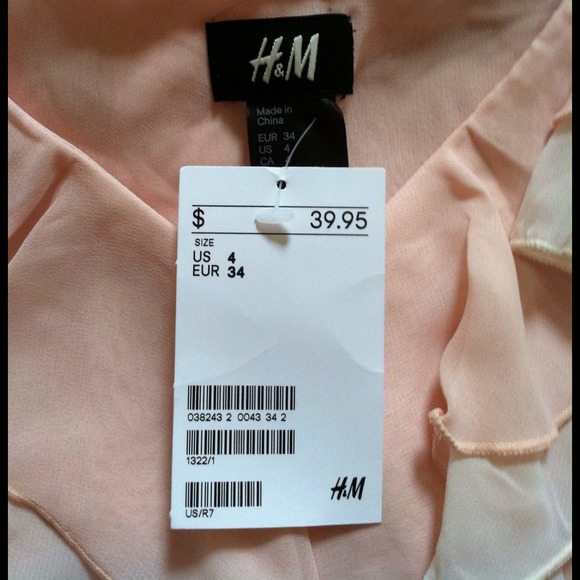 H&M
Made in
China
EUR 34
US 4
CA
$ 39.95
SIZE
US 4
EUR 34
038243 2 0043 34 2
1322/1
H&M
US/R7